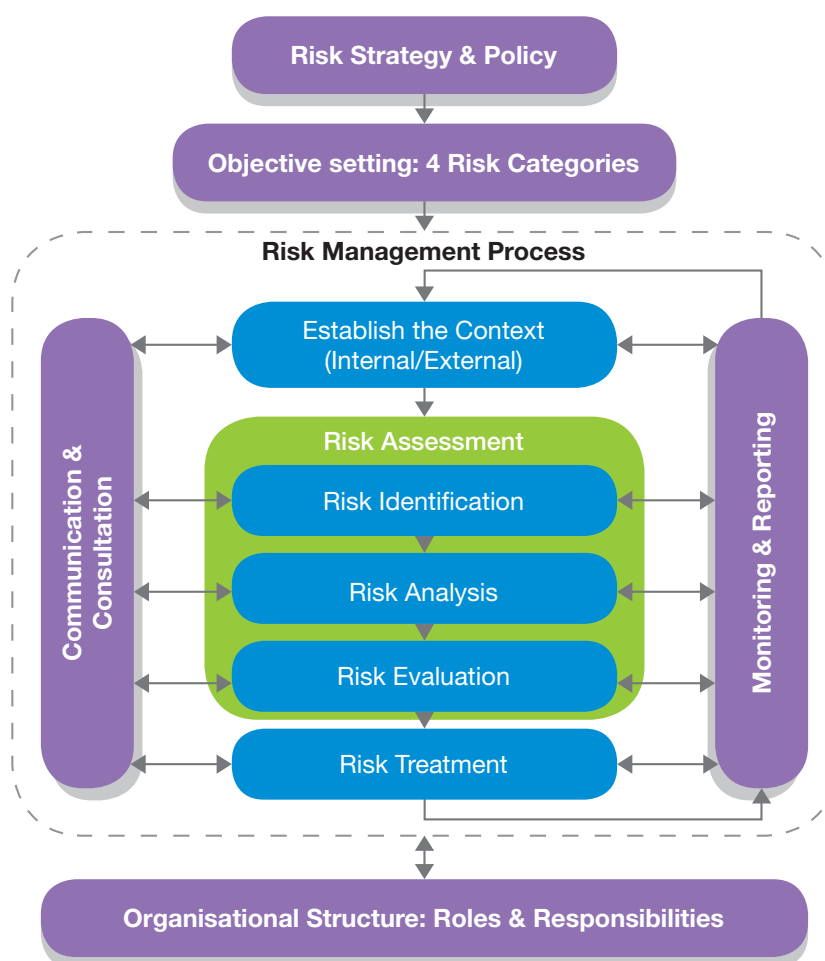 Risk Strategy & Policy
Objective setting: 4 Risk Categories
Risk Management Process
Establish the Context
(Internal/External)
Risk Assessment
Risk Identification
Risk Analysis
Risk Evaluation
Risk Treatment
Communication &
Consultation
Monitoring & Reporting
Organisational Structure: Roles & Responsibilities